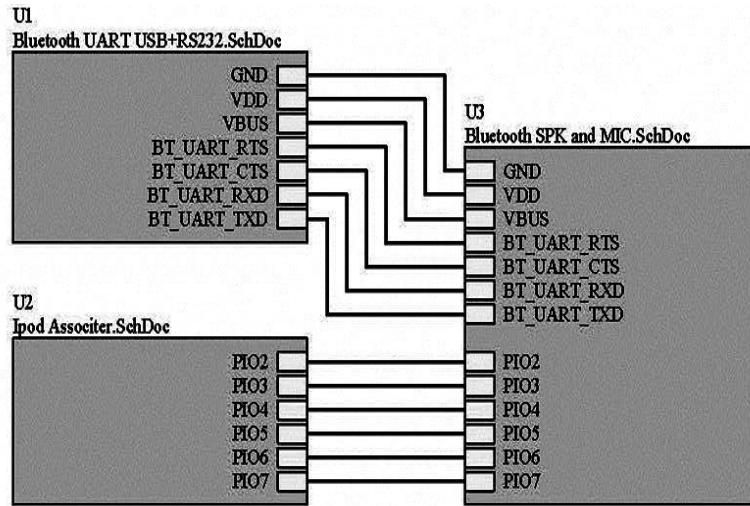 U1
Bluetooth UART USB+RS232.SchDoc
GND
VDD
VBUS
BT_UART_RTS
BT_UART_CTS
BT_UART_RXD
BT_UART_TXD
U2
Ipod Associter.SchDoc
PIO2
PIO3
PIO4
PIO5
PIO6
PIO7
U3
Bluetooth SPK and MIC.SchDoc
GND
VDD
VBUS
BT_UART_RTS
BT_UART_CTS
BT_UART_RXD
BT_UART_TXD
PIO2
PIO3
PIO4
PIO5
PIO6
PIO7